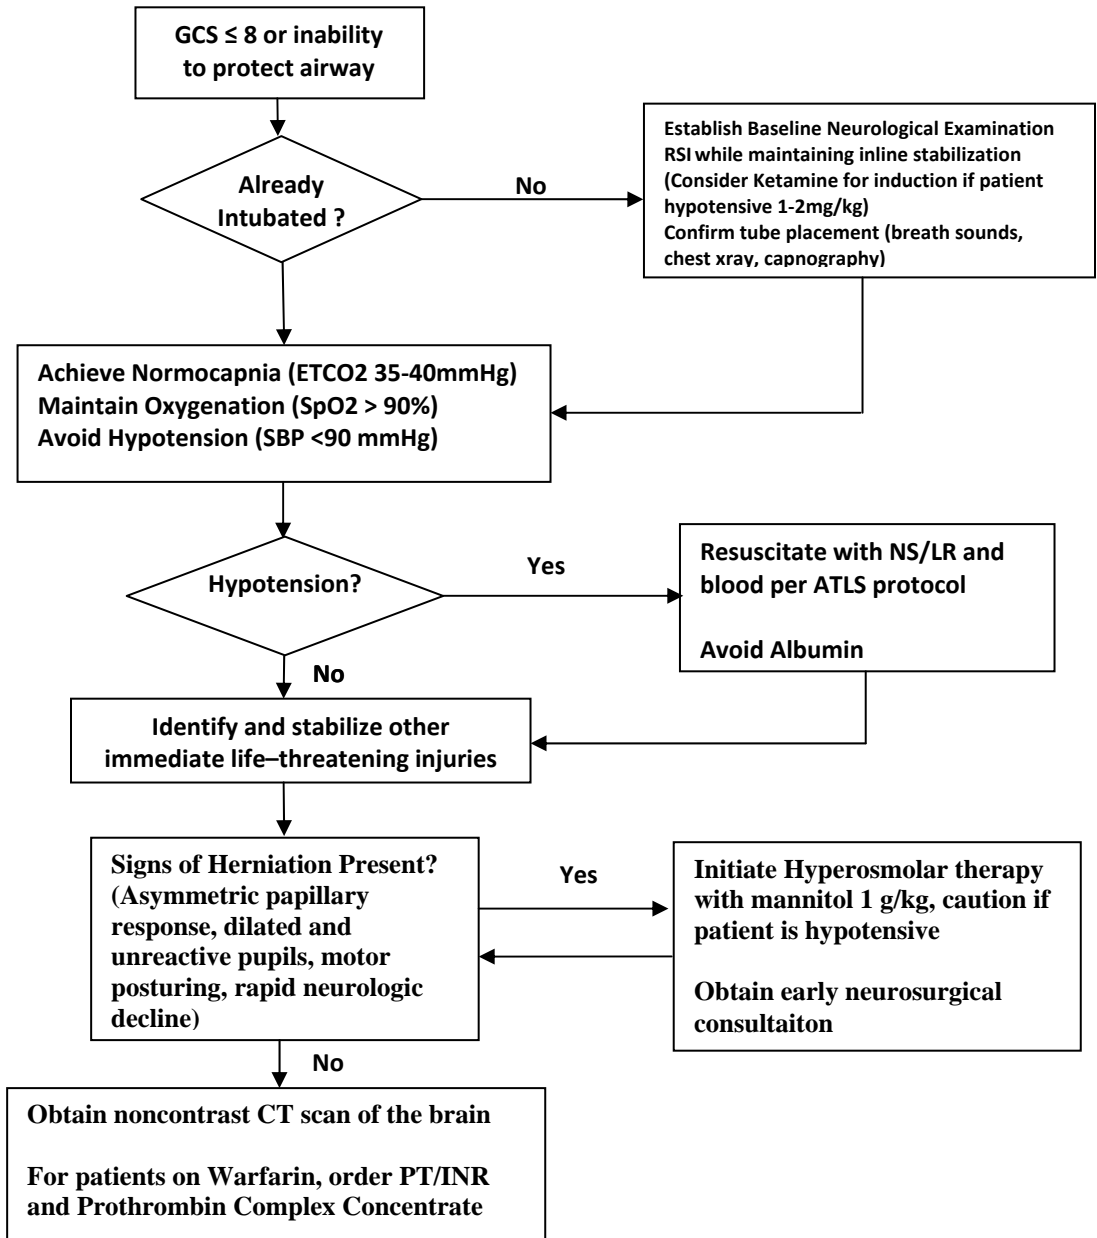 GCS ≤ 8 or inability
to protect airway
Already
Intubated ?
No
Establish Baseline Neurological Examination
RSI while maintaining inline stabilization
(Consider Ketamine for induction if patient
hypotensive 1-2mg/kg)
Confirm tube placement (breath sounds,
chest xray, capnography)
Achieve Normocapnia (ETCO2 35-40mmHg)
Maintain Oxygenation (SpO2 > 90%)
Avoid Hypotension (SBP <90 mmHg)
Hypotension?
Yes
Resuscitate with NS/LR and
blood per ATLS protocol
Avoid Albumin
No
Identify and stabilize other
immediate life–threatening injuries
Signs of Herniation Present?
(Asymmetric papillary
response, dilated and
unreactive pupils, motor
posturing, rapid neurologic
decline)
Yes
Initiate Hyperosmolar therapy
with mannitol 1 g/kg, caution if
patient is hypotensive
Obtain early neurosurgical
consultaiton
No
Obtain noncontrast CT scan of the brain
For patients on Warfarin, order PT/INR
and Prothrombin Complex Concentrate